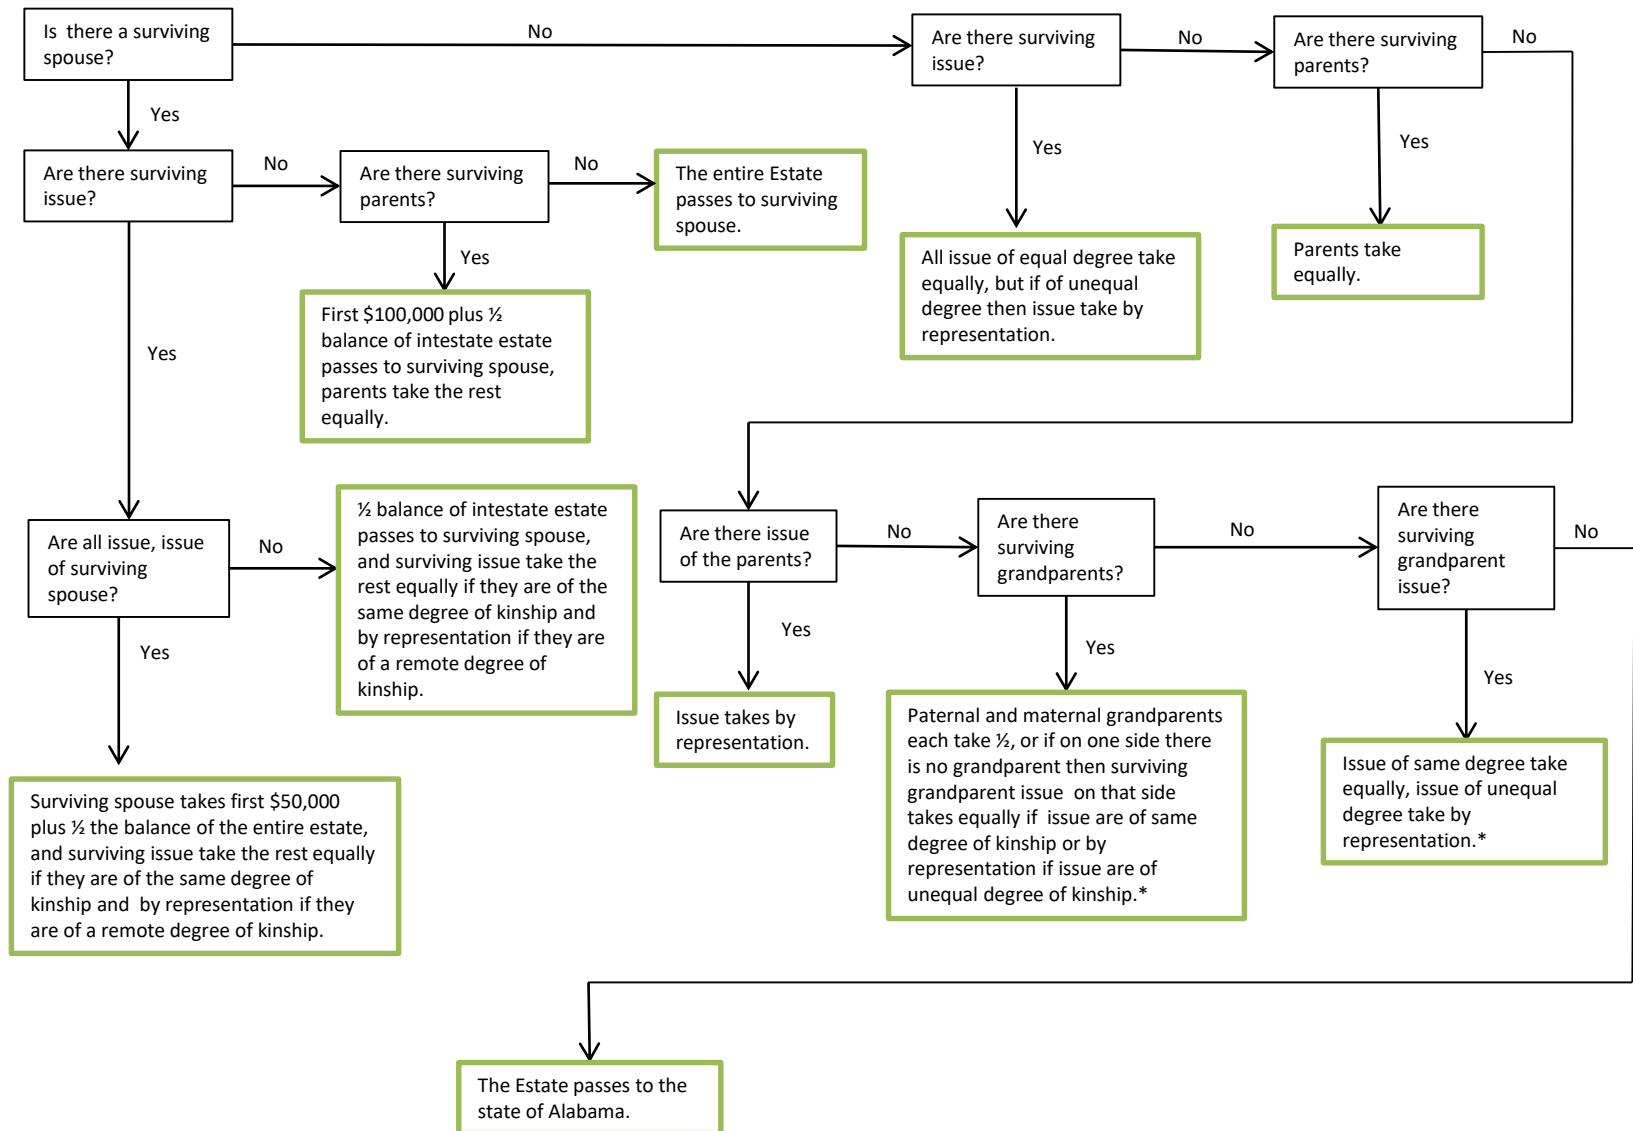 Is there a surviving
spouse?
No
Are there surviving
issue?
No
Are there surviving
parents?
No
Yes
Are there surviving
issue?
No
Are there surviving
parents?
No
The entire Estate
passes to surviving
spouse.
Yes
Yes
Yes
First $100,000 plus ½
balance of intestate estate
passes to surviving spouse,
parents take the rest
equally.
All issue of equal degree take
equally, but if of unequal
degree then issue take by
representation.
Parents take
equally.
Yes
Are all issue, issue
of surviving
spouse?
No
½ balance of intestate estate
passes to surviving spouse,
and surviving issue take the
rest equally if they are of the
same degree of kinship and
by representation if they are
of a remote degree of
kinship.
Are there issue
of the parents?
No
Are there
surviving
grandparents?
No
Are there
surviving
grandparent
issue?
No
Yes
Yes
Yes
Yes
Issue takes by
representation.
Paternal and maternal grandparents
each take ½, or if on one side there
is no grandparent then surviving
grandparent issue on that side
takes equally if issue are of same
degree of kinship or by
representation if issue are of
unequal degree of kinship.*
Issue of same degree take
equally, issue of unequal
degree take by
representation.*
Surviving spouse takes first $50,000
plus ½ the balance of the entire estate,
and surviving issue take the rest equally
if they are of the same degree of
kinship and by representation if they
are of a remote degree of kinship.
The Estate passes to the
state of Alabama.